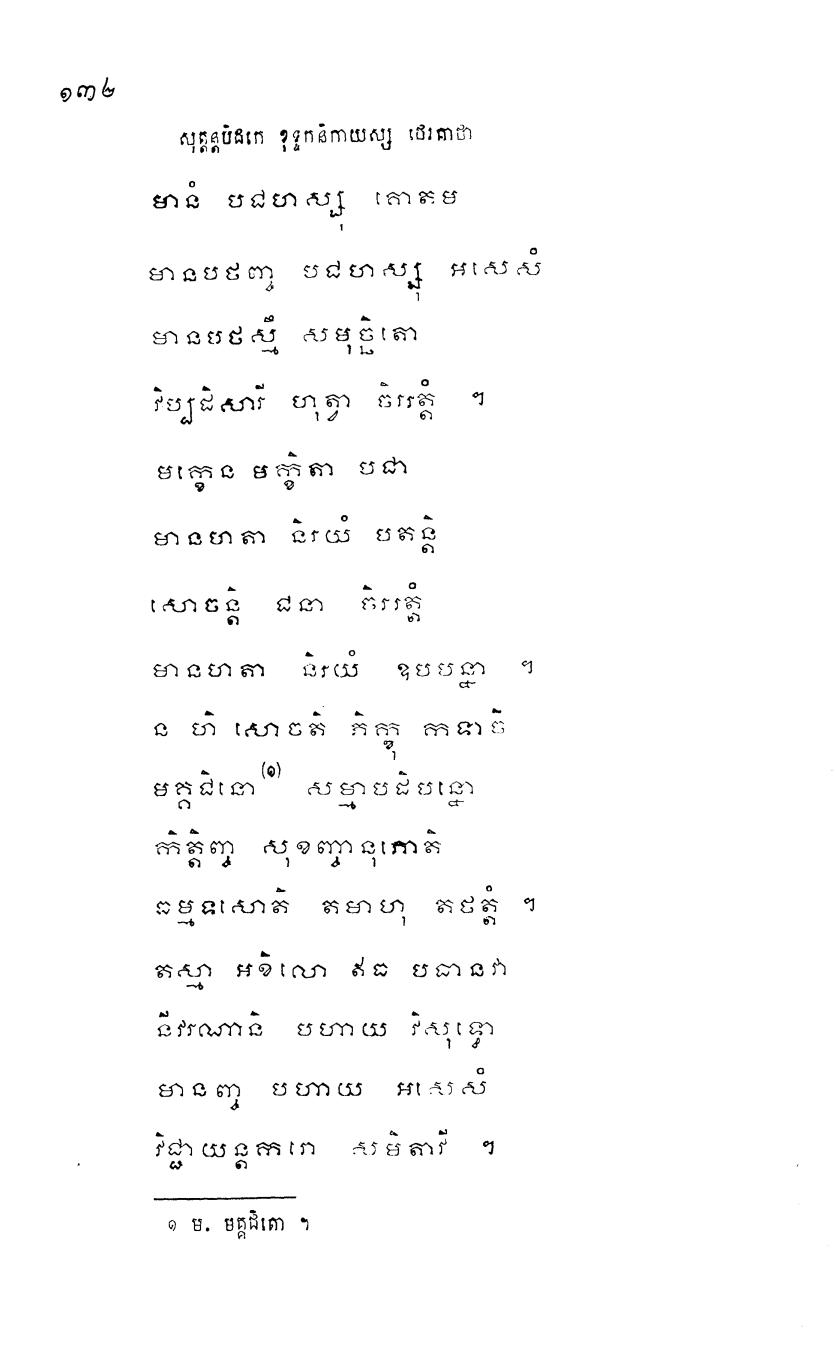 ១៣២
សុត្តន្តបិដកេ ខុទ្ទកនិកាយស្ស ថេរគាថា
មានំ បជហស្សុ គោតម
មានបថញ្ច បជហស្សុ អសេសំ
មានបថស្មឹ សមុច្ឆិតោ
វិប្បដិសារី ហុត្វា ចិររត្តំ ។
មក្ខេន មក្ខិតា បជា
មានហតា និរយំ បតន្តិ
សោចន្តិ ជនា ចិររត្តំ
មានហតា និរយំ ឧបបន្នា ។
ន ហិ សោចតិ ភិក្ខុ កទាចិ
មគ្គជិនោ(១) សម្មាបដិបន្នោ
កិត្តិញ្ច សុខញ្ចានុភោតិ
ធម្មទសោតិ តមាហុ តថត្តំ ។
តស្មា អខិលោ ឥធ បធានវា
នីវរណានិ បហាយ វិសុទ្ធោ
មានញ្ច បហាយ អសេសំ
វិជ្ជាយន្តករោ សមិតាវី ។
១ ម. មគ្គជិតោ ។